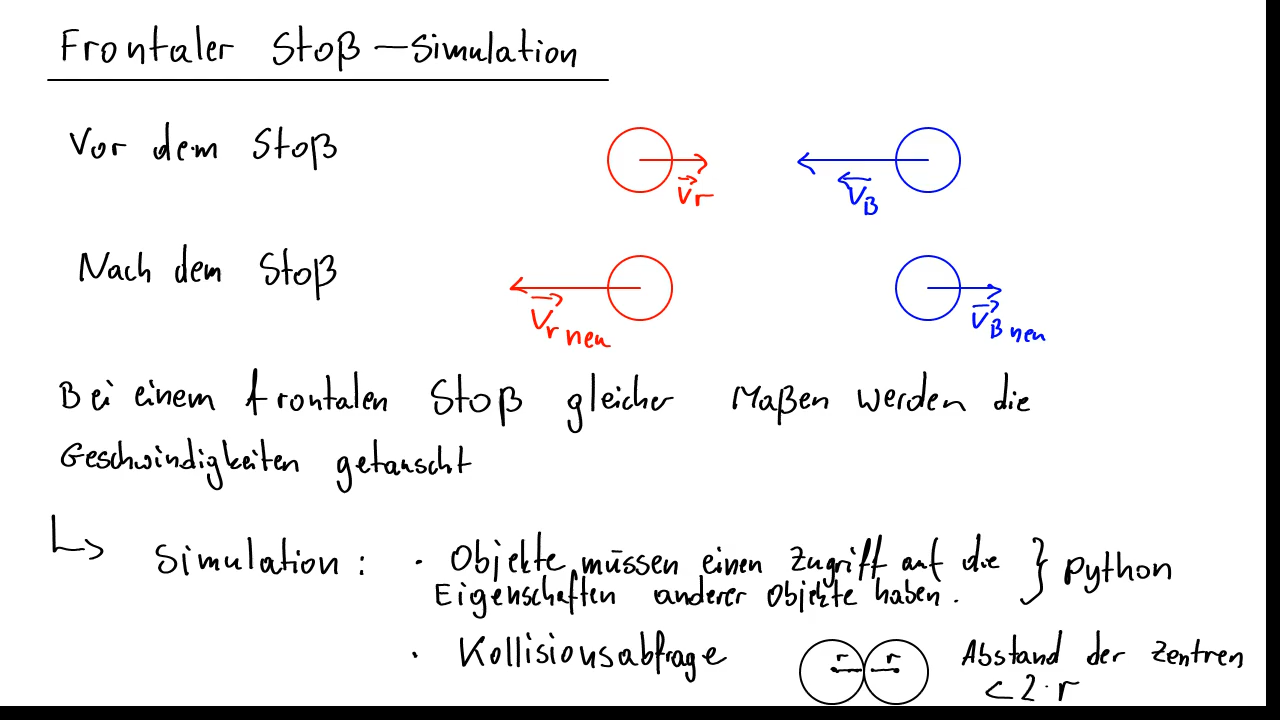 Frontaler Stoß – Simulation
Vor dem Stoß
v⃗r
v⃗B
Nach dem Stoß
v⃗r neu
v⃗B neu
Bei einem frontalen Stoß gleicher Maßen werden die
Geschwindigkeiten getauscht
↳ Simulation: · Objekte müssen einen Zugriff auf die
Eigenschaften anderer Objekte haben.
} python
· Kollisionsabfrage
r r
Abstand der Zentren
< 2·r